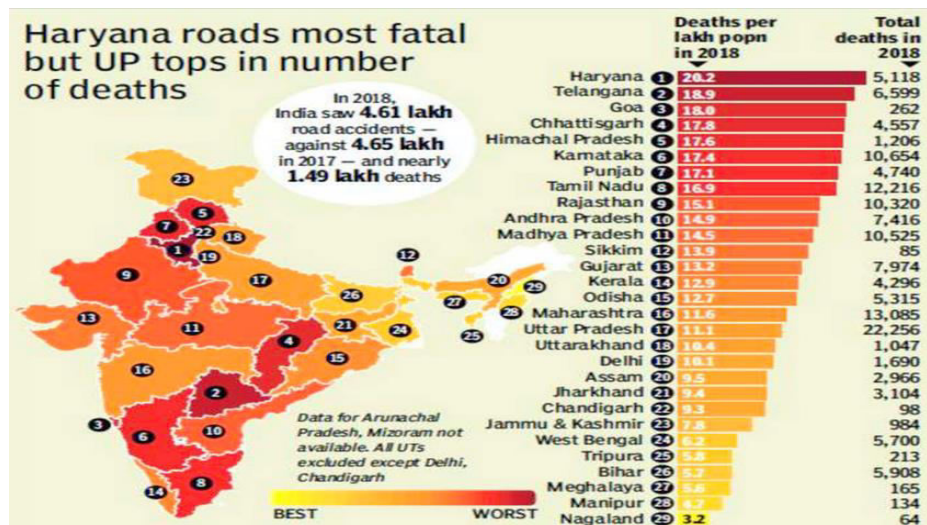 Haryana roads most fatal
but UP tops in number
of deaths
In 2018,
India saw 4.61 lakh
road accidents —
against 4.65 lakh
in 2017 — and nearly
1.49 lakh deaths
Deaths per
lakh popn
in 2018
Total
deaths in
2018
Haryana 1 20.2 5,118
Telangana 2 18.9 6,599
Goa 3 18.0 262
Chhattisgarh 4 17.8 4,557
Himachal Pradesh 5 17.6 1,206
Karnataka 6 17.4 10,654
Punjab 7 17.1 4,740
Tamil Nadu 8 16.9 12,216
Rajasthan 9 15.1 10,320
Andhra Pradesh 10 14.9 7,416
Madhya Pradesh 11 14.5 10,525
Sikkim 12 13.9 85
Gujarat 13 13.2 7,974
Kerala 14 12.9 4,296
Odisha 15 12.7 5,315
Maharashtra 16 11.6 13,085
Uttar Pradesh 17 11.1 22,256
Uttarakhand 18 10.4 1,047
Delhi 19 10.1 1,690
Assam 20 9.5 2,966
Jharkhand 21 9.4 3,104
Chandigarh 22 9.3 98
Jammu & Kashmir 23 7.8 984
West Bengal 24 6.2 5,700
Tripura 25 5.8 213
Bihar 26 5.7 5,908
Meghalaya 27 5.6 165
Manipur 28 4.7 134
Nagaland 29 3.2 64
23
5
7
22
18
1
19
12
9
17
20
29
26
27
28
13
11
21
24
25
4
15
16
2
3
6
10
14
8
Data for Arunachal
Pradesh, Mizoram not
available. All UTs
excluded except Delhi,
Chandigarh
BEST WORST